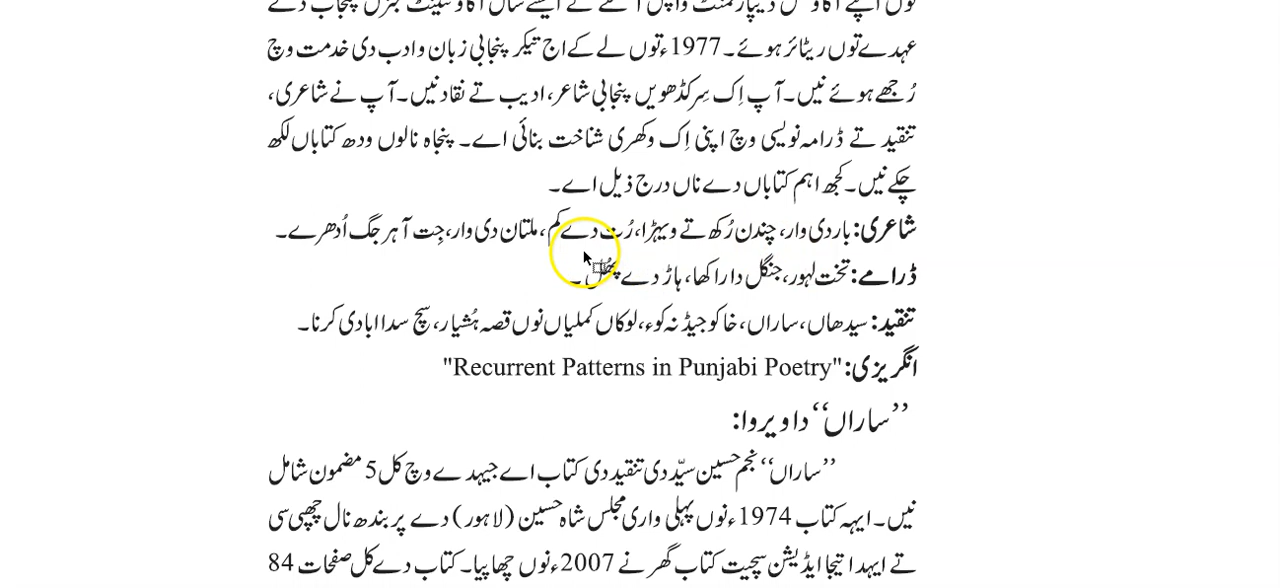 توں اپنے اکاؤنٹس ڈیپارٹمنٹ واپس آ گئے تے ایسے سال اکاؤنٹینٹ جنرل پنجاب دے
عہدے توں ریٹائر ہوئے۔ 1977ء توں لے کے اج تیکر پنجابی زبان و ادب دی خدمت وچ
رُجھے ہوئے نیں۔ آپ اِک سِرکڈھویں پنجابی شاعر، ادیب تے نقاد نیں۔ آپ نے شاعری،
تنقید تے ڈرامہ نویسی وچ اپنی اِک وکھری شناخت بنائی اے۔ پنجاہ نالوں ودھ کتاباں لکھ
چکے نیں۔ کجھ اہم کتاباں دے ناں درج ذیل اے۔
شاعری: بار دی وار، چندن رُکھ تے ویہڑا، رُت دے کم، ملتان دی وار، جِت آہر جگ اُدھرے۔
ڈرامے: تخت لہور، جنگل دا راکھا، ہاڑ دے پھُل۔
تنقید: سیدھاں، ساراں، خاکو جیڈ نہ کوء، لوکاں کملیاں نوں قصہ ہُشیار، سچ سدا ابادی کرنا۔
انگریزی: "Recurrent Patterns in Punjabi Poetry"
’’ساراں‘‘ دا ویروا:
’’ساراں‘‘ نجم حسین سیّد دی تنقید دی کتاب اے جیہدے وچ کل 5 مضمون شامل
نیں۔ ایہہ کتاب 1974ء نوں پہلی واری مجلس شاہ حسین (لاہور) دے پربندھ نال چھپی سی
تے ایہدا تیجا ایڈیشن سچیت کتاب گھر نے 2007ء نوں چھاپیا۔ کتاب دے کل صفحات 84